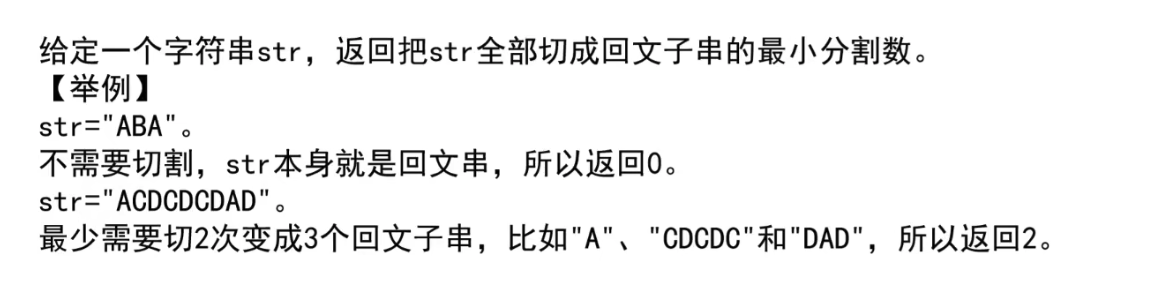 给定一个字符串str，返回把str全部切成回文子串的最小分割数。
【举例】
str="ABA"。
不需要切割，str本身就是回文串，所以返回0。
str="ACDCDCDAD"。
最少需要切2次变成3个回文子串，比如"A"、"CDCDC"和"DAD"，所以返回2。